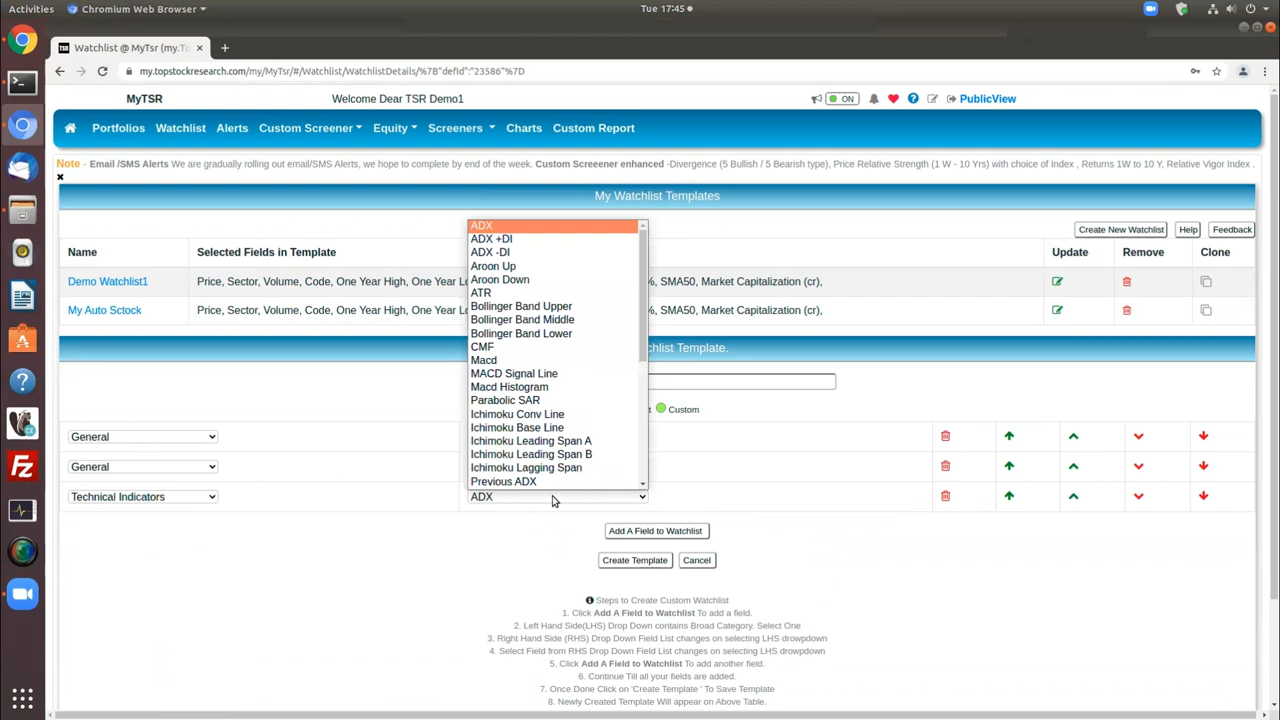 Activities
Chromium Web Browser
Tue 17:45
TSR Watchlist @ MyTsr (my.To
my.topstockresearch.com/my/MyTsr/#/Watchlist/WatchlistDetails/%7B"defId":"23586"%7D
MyTSR
Welcome Dear TSR Demo1
ON
PublicView
Portfolios
Watchlist
Alerts
Custom Screener
Equity
Screeners
Charts
Custom Report
Note - Email /SMS Alerts We are gradually rolling out email/SMS Alerts, we hope to complete by end of the week. Custom Screeener enhanced -Divergence (5 Bullish / 5 Bearish type), Price Relative Strength (1 W - 10 Yrs) with choice of Index , Returns 1W to 10 Y, Relative Vigor Index .
My Watchlist Templates
Create New Watchlist
Help
Feedback
Name
Selected Fields in Template
Update
Remove
Clone
Demo Watchlist1
Price, Sector, Volume, Code, One Year High, One Year Lo
%, SMA50, Market Capitalization (cr),
My Auto Sctock
Price, Sector, Volume, Code, One Year High, One Year Lo
%, SMA50, Market Capitalization (cr),
tchlist Template.
t
Custom
General
General
Technical Indicators
ADX
ADX +DI
ADX -DI
Aroon Up
Aroon Down
ATR
Bollinger Band Upper
Bollinger Band Middle
Bollinger Band Lower
CMF
Macd
MACD Signal Line
Macd Histogram
Parabolic SAR
Ichimoku Conv Line
Ichimoku Base Line
Ichimoku Leading Span A
Ichimoku Leading Span B
Ichimoku Lagging Span
Previous ADX
ADX
Add A Field to Watchlist
Create Template
Cancel
Steps to Create Custom Watchlist
1. Click Add A Field to Watchlist To add a field.
2. Left Hand Side(LHS) Drop Down contains Broad Category. Select One
3. Right Hand Side (RHS) Drop Down Field List changes on selecting LHS drowpdown
4. Select Field from RHS Drop Down Field List changes on selecting LHS dropdown
5. Click Add A Field to Watchlist To add another field.
6. Continue Till all your fields are added.
7. Once Done Click on 'Create Template ' To Save Template
8. Newly Created Template Will appear on Above Table.